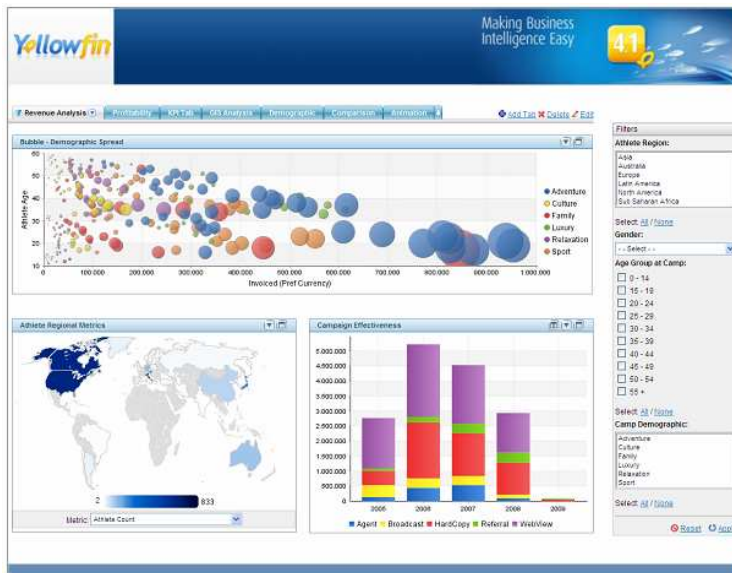 Yellowfin
Making Business
Intelligence Easy
4.1
Revenue Analysis
Profitability
KPI Tab
GIS Analysis
Demographic
Comparison
Animation
Add Tab Delete Edit
Bubble - Demographic Spread
Athlete Age
60
50
40
30
20
10
0 100.000 200.000 300.000 400.000 500.000 600.000 700.000 800.000 900.000 1.000.000
Invoiced (Pref Currency)
Adventure
Culture
Family
Luxury
Relaxation
Sport
Athlete Regional Metrics
2 833
Metric: Athlete Count
Campaign Effectiveness
5.000.000
4.500.000
4.000.000
3.500.000
3.000.000
2.500.000
2.000.000
1.500.000
1.000.000
500.000
0
2005 2006 2007 2008 2009
Agent Broadcast HardCopy Referral WebView
Filters
Athlete Region:
Asia
Australia
Europe
Latin America
North America
Sub Saharan Africa
Select: All / None
Gender:
- - Select - -
Age Group at Camp:
0 - 14
15 - 19
20 - 24
25 - 29
30 - 34
35 - 39
40 - 44
45 - 49
50 - 54
55 +
Select: All / None
Camp Demographic:
Adventure
Culture
Family
Luxury
Relaxation
Sport
Select: All / None
Reset